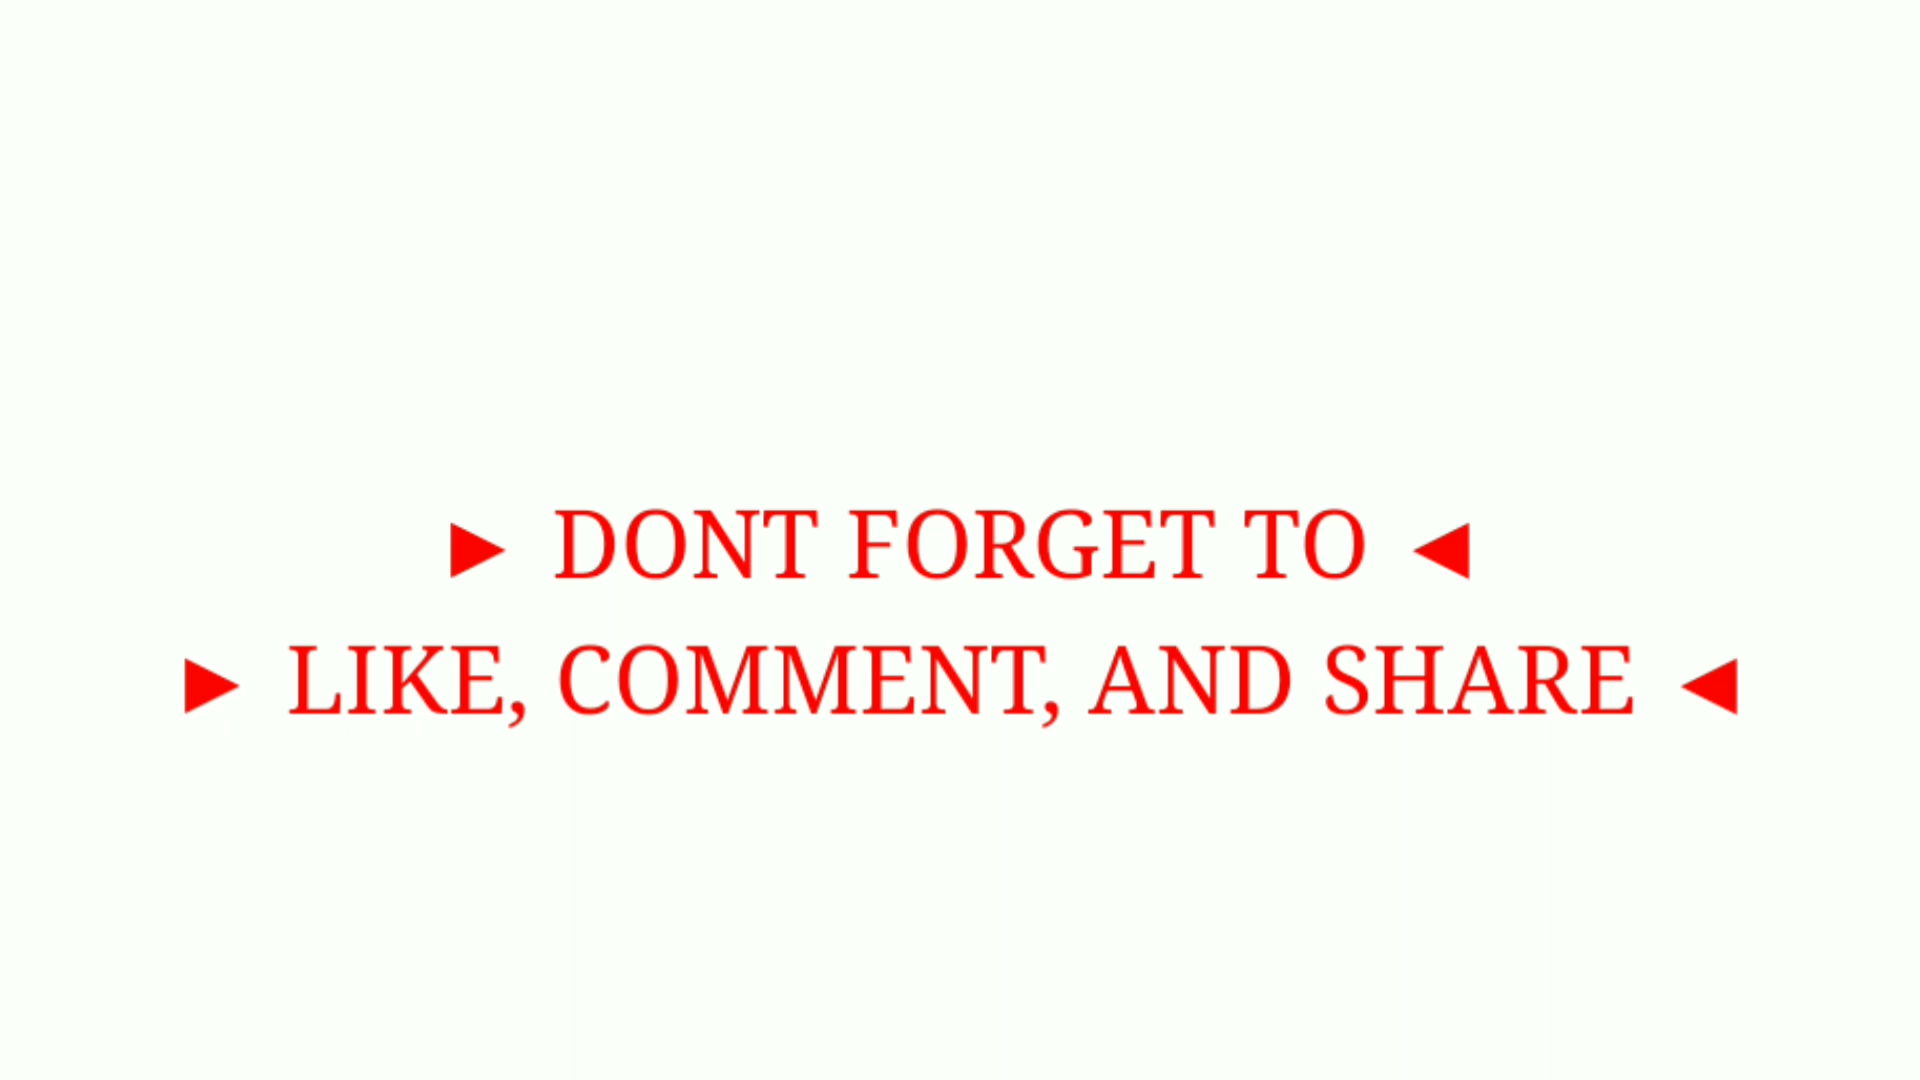 ► DONT FORGET TO ◄
► LIKE, COMMENT, AND SHARE ◄